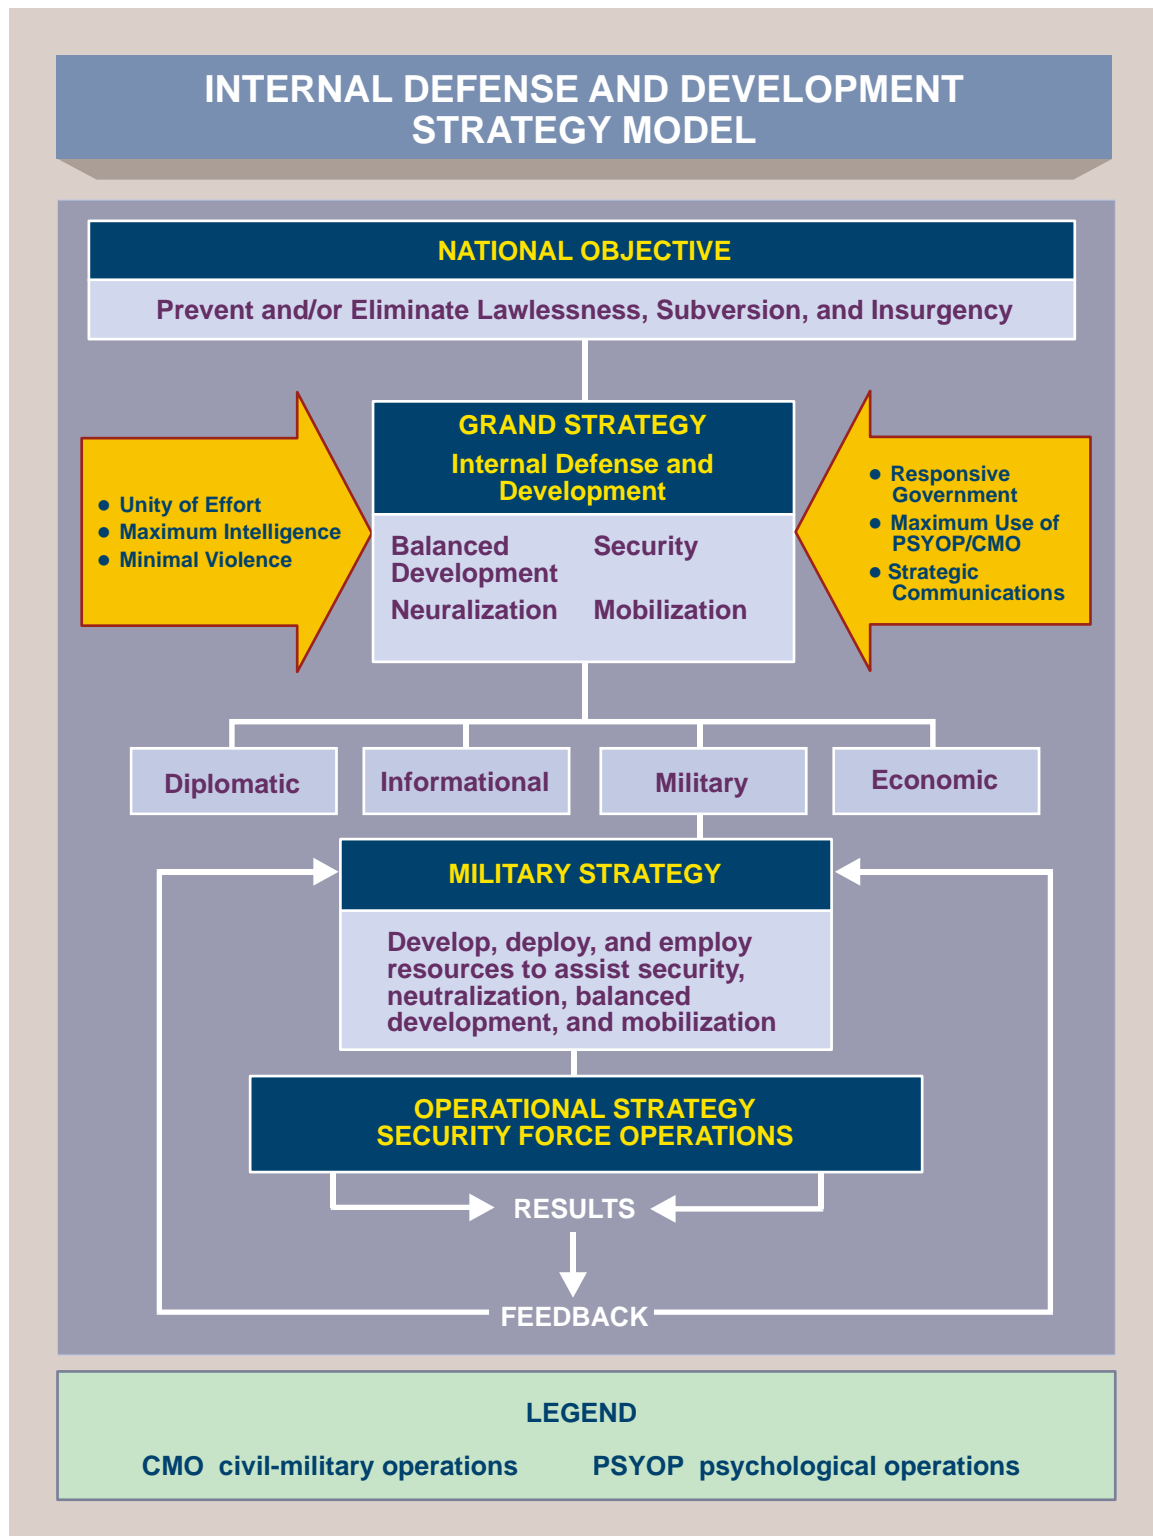 INTERNAL DEFENSE AND DEVELOPMENT
STRATEGY MODEL
NATIONAL OBJECTIVE
Prevent and/or Eliminate Lawlessness, Subversion, and Insurgency
GRAND STRATEGY
Internal Defense and
Development
● Unity of Effort
● Maximum Intelligence
● Minimal Violence
Balanced
Development
Security
Neuralization
Mobilization
● Responsive
Government
● Maximum Use of
PSYOP/CMO
● Strategic
Communications
Diplomatic
Informational
Military
Economic
MILITARY STRATEGY
Develop, deploy, and employ
resources to assist security,
neutralization, balanced
development, and mobilization
OPERATIONAL STRATEGY
SECURITY FORCE OPERATIONS
RESULTS
FEEDBACK
LEGEND
CMO civil-military operations
PSYOP psychological operations